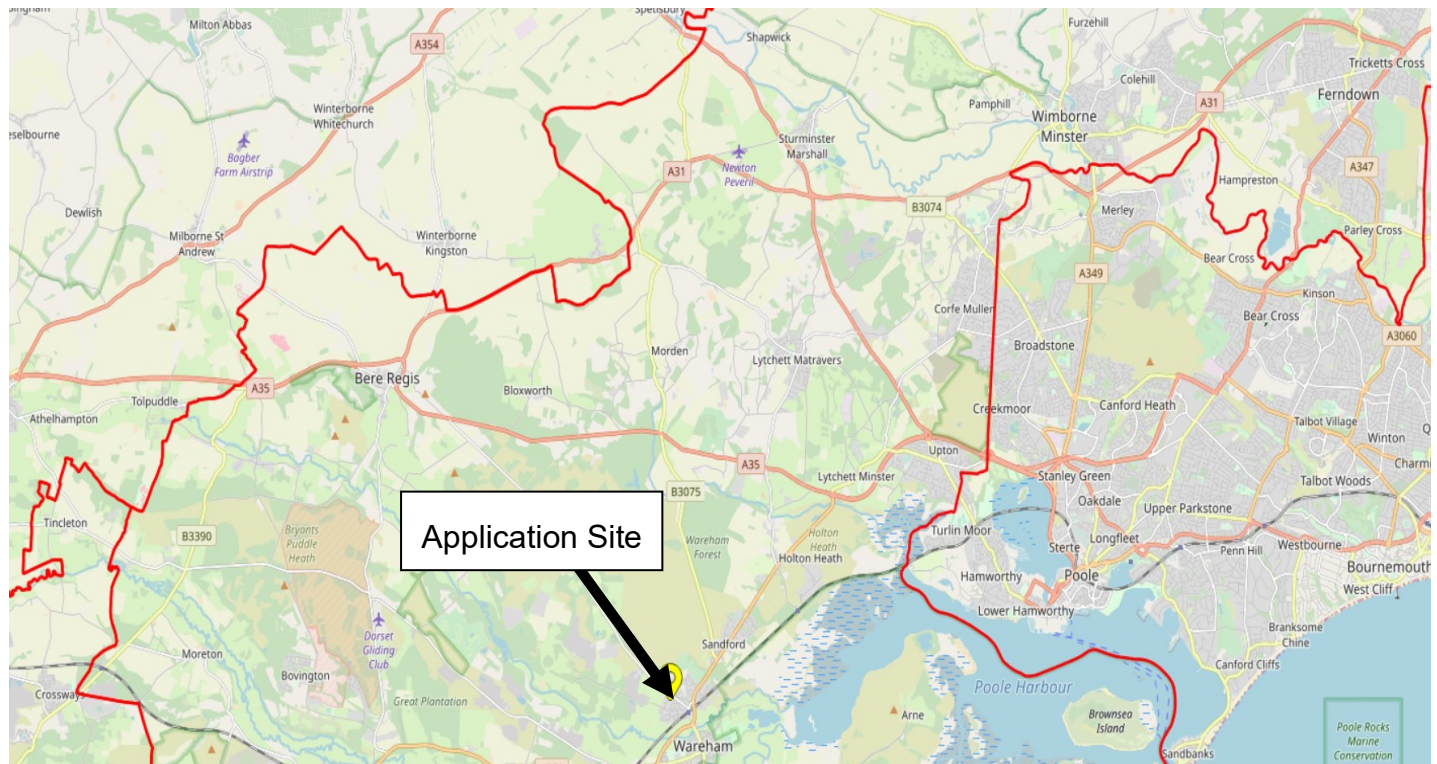 Spetisbury
Milton Abbas
A354
Shapwick
Furzehill
Tricketts Cross
Colehill
Winterborne
Whitechurch
Pamphill
A31
Ferndown
Wimborne
Minster
Bagber
Farm Airstrip
Sturminster
Marshall
Newton
Peveril
A31
A347
Hampreston
Dewlish
B3074
Merley
Milborne St
Andrew
Winterborne
Kingston
Parley Cross
Bear Cross
A349
Kinson
Corfe Muller
Bear Cross
A3060
Morden
Lytchett Matravers
Broadstone
Bere Regis
A35
Bloxworth
Tolpuddle
Athelhampton
Creekmoor
Canford Heath
Talbot Village
Winton
Upton
A35
Lytchett Minster
Stanley Green
Talbot Woods
B3075
Oakdale
Upper Parkstone
Application Site
Tincleton
B3390
Bryants
Puddle
Heath
Wareham
Forest
Holton
Heath
Holton Heath
Turlin Moor
Sterte
Longfleet
Penn Hill
Westbourne
Bournemouth
West Cliff
Hamworthy
Poole
Lower Hamworthy
Dorset
Gliding
Club
Branksome
Chine
Sandford
Moreton
Bovington
Canford Cliffs
Crossways
Great Plantation
Poole Harbour
Arne
Brownsea
Island
Poole Rocks
Marine
Conservation
Wareham
Sandbanks